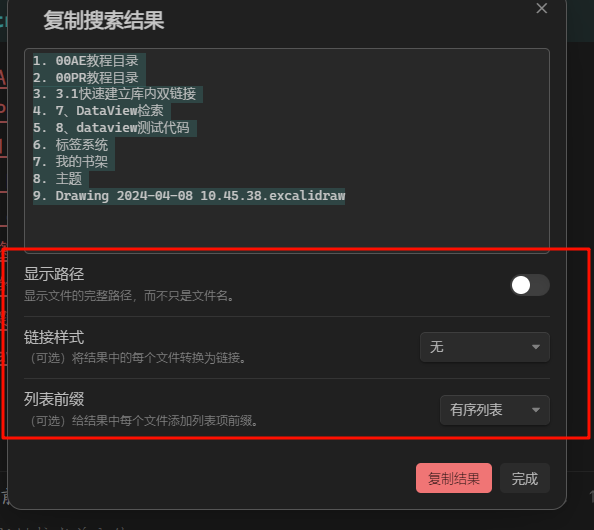 复制搜索结果
1. 00AE教程目录
2. 00PR教程目录
3. 3.1快速建立库内双链接
4. 7、DataView检索
5. 8、dataview测试代码
6. 标签系统
7. 我的书架
8. 主题
9. Drawing 2024-04-08 10.45.38.excalidraw
显示路径
显示文件的完整路径，而不只是文件名。
链接样式
（可选）将结果中的每个文件转换为链接。
无
列表前缀
（可选）给结果中每个文件添加列表项前缀。
有序列表
复制结果
完成